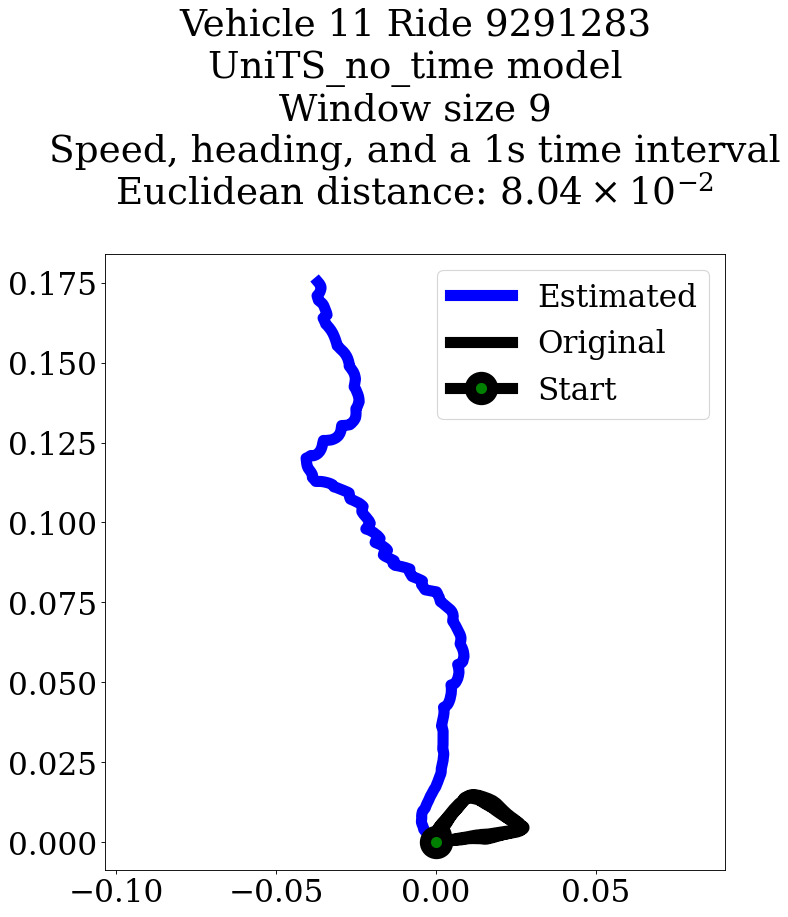 Vehicle 11 Ride 9291283
UniTS_no_time model
Window size 9
Speed, heading, and a 1s time interval
Euclidean distance: 8.04 × 10⁻²
Estimated
Original
Start
0.175
0.150
0.125
0.100
0.075
0.050
0.025
0.000
−0.10
−0.05
0.00
0.05